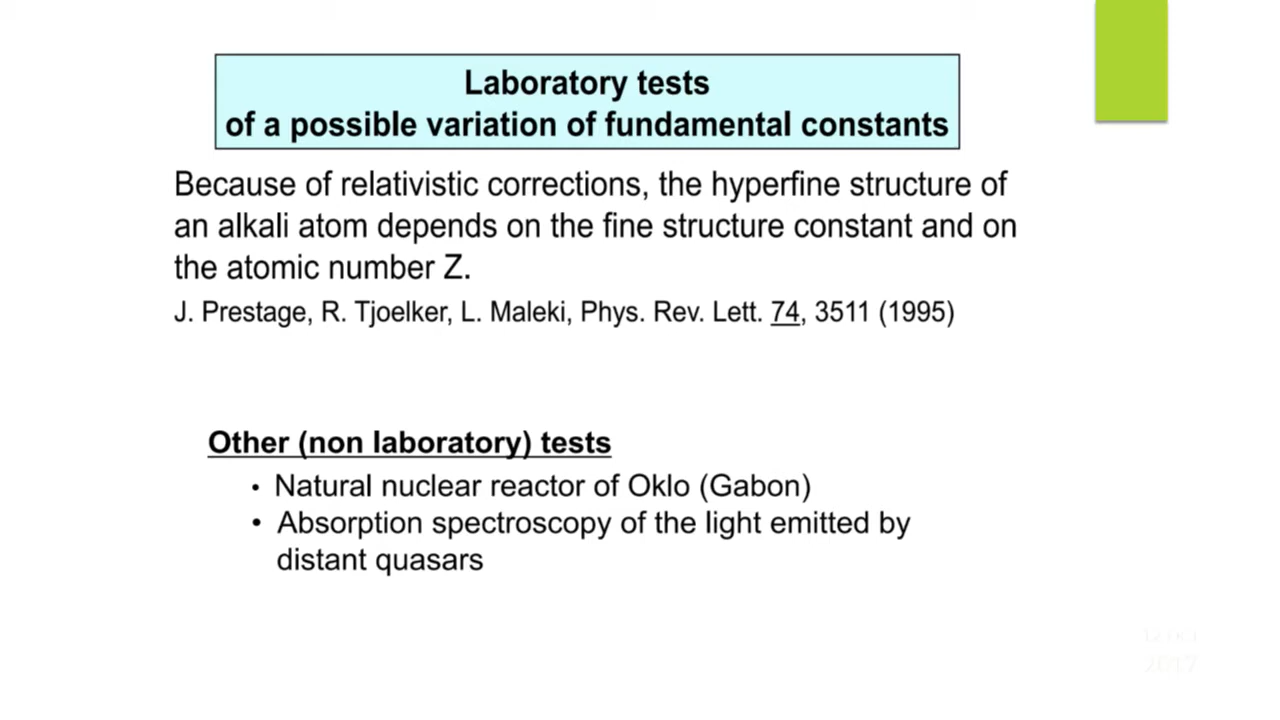 Laboratory tests
of a possible variation of fundamental constants
Because of relativistic corrections, the hyperfine structure of
an alkali atom depends on the fine structure constant and on
the atomic number Z.
J. Prestage, R. Tjoelker, L. Maleki, Phys. Rev. Lett. 74, 3511 (1995)
Other (non laboratory) tests
• Natural nuclear reactor of Oklo (Gabon)
• Absorption spectroscopy of the light emitted by
distant quasars
2017